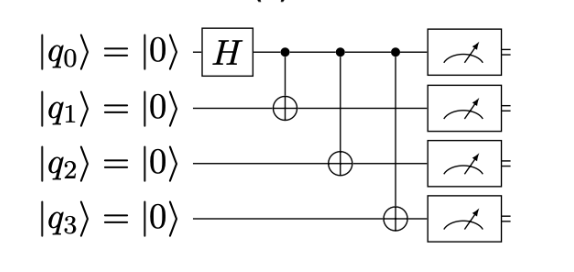 |q₀⟩ = |0⟩ H
|q₁⟩ = |0⟩
|q₂⟩ = |0⟩
|q₃⟩ = |0⟩